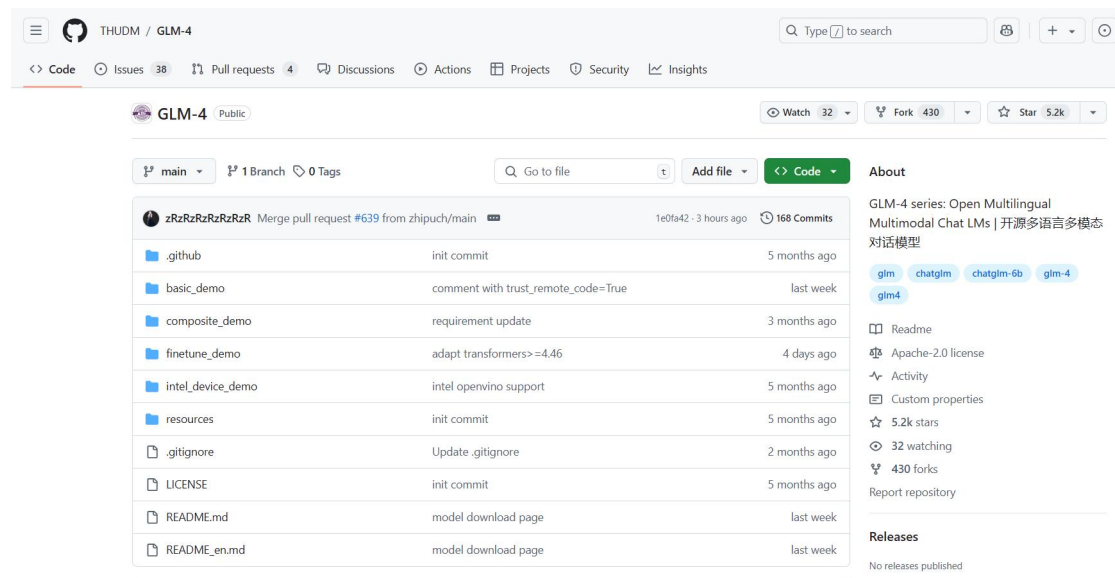 THUDM / GLM-4
Type / to search
Code
Issues 38
Pull requests 4
Discussions
Actions
Projects
Security
Insights
GLM-4 Public
Watch 32
Fork 430
Star 5.2k
main
1 Branch
0 Tags
Go to file t
Add file
Code
zRzRzRzRzRzRzR Merge pull request #639 from zhipuch/main 1e0fa42 · 3 hours ago 168 Commits
.github init commit 5 months ago
basic_demo comment with trust_remote_code=True last week
composite_demo requirement update 3 months ago
finetune_demo adapt transformers>=4.46 4 days ago
intel_device_demo intel openvino support 5 months ago
resources init commit 5 months ago
.gitignore Update .gitignore 2 months ago
LICENSE init commit 5 months ago
README.md model download page last week
README_en.md model download page last week
About
GLM-4 series: Open Multilingual
Multimodal Chat LMs | 开源多语言多模态
对话模型
glm chatglm chatglm-6b glm-4
glm4
Readme
Apache-2.0 license
Activity
Custom properties
5.2k stars
32 watching
430 forks
Report repository
Releases
No releases published